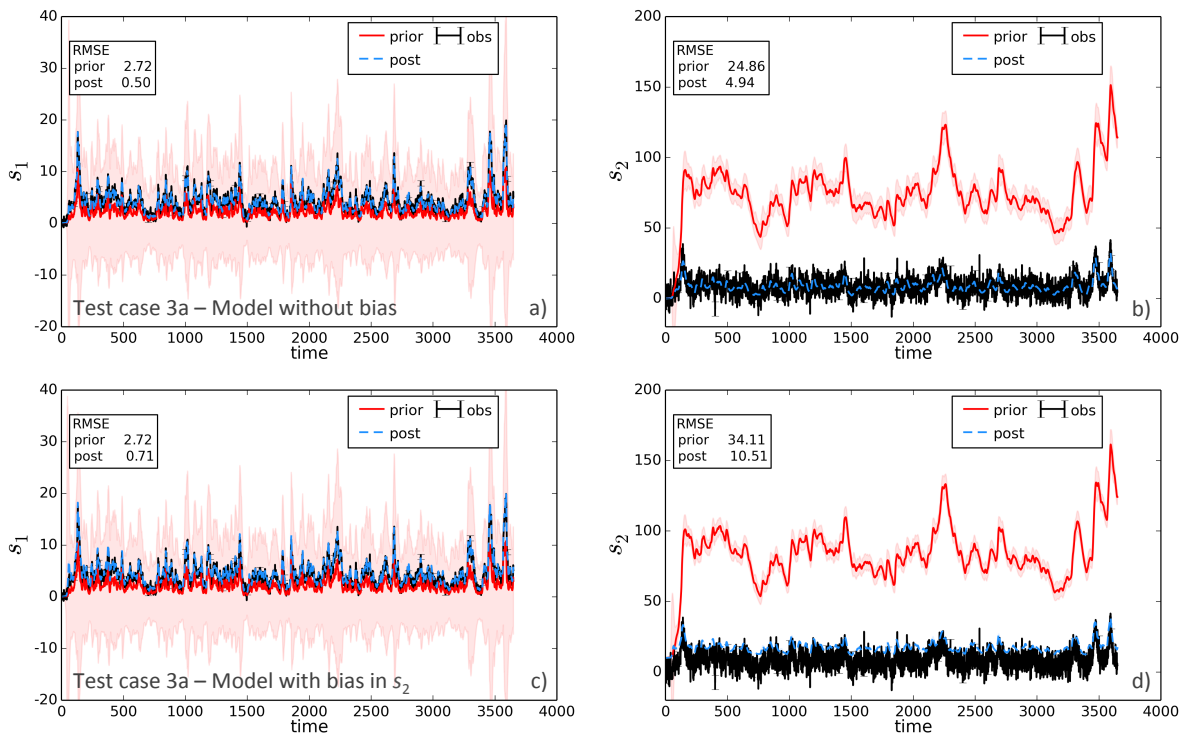 40
30
20
10
0
-10
-20
s1
RMSE
prior 2.72
post 0.50
prior obs
post
Test case 3a – Model without bias a)
0 500 1000 1500 2000 2500 3000 3500 4000
time
200
150
100
50
0
s2
RMSE
prior 24.86
post 4.94
prior obs
post
b)
0 500 1000 1500 2000 2500 3000 3500 4000
time
40
30
20
10
0
-10
-20
s1
RMSE
prior 2.72
post 0.71
prior obs
post
Test case 3a – Model with bias in s2 c)
0 500 1000 1500 2000 2500 3000 3500 4000
time
200
150
100
50
0
s2
RMSE
prior 34.11
post 10.51
prior obs
post
d)
0 500 1000 1500 2000 2500 3000 3500 4000
time